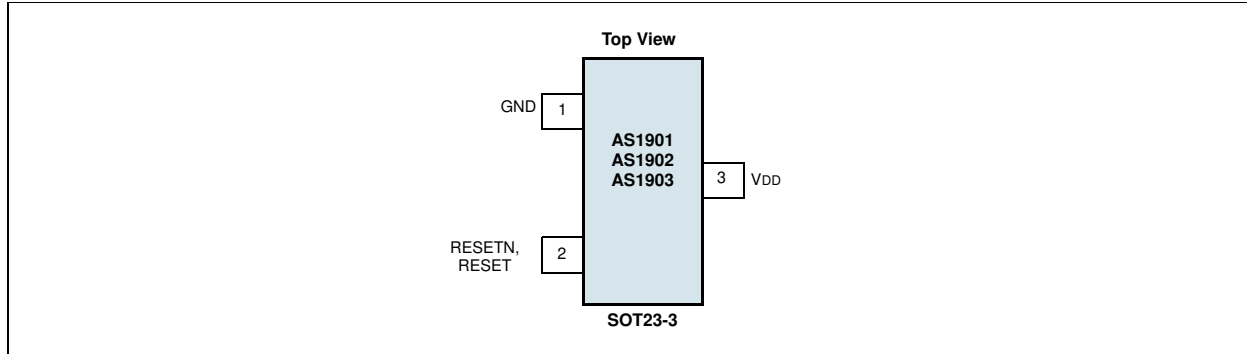 Top View
GND
1
AS1901
AS1902
AS1903
3
VDD
RESETN,
RESET
2
SOT23-3